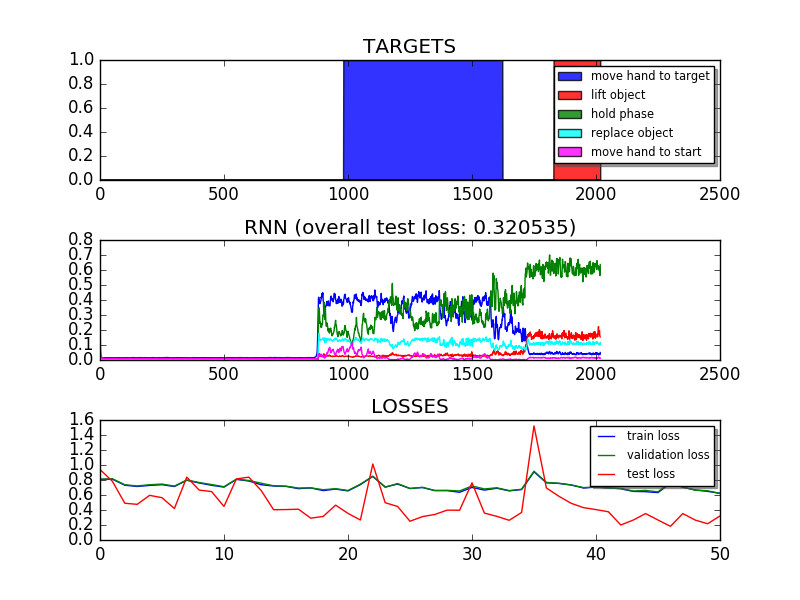 TARGETS
1.0
0.8
0.6
0.4
0.2
0.0
move hand to target
lift object
hold phase
replace object
move hand to start
0 500 1000 1500 2000 2500
RNN (overall test loss: 0.320535)
0.8
0.7
0.6
0.5
0.4
0.3
0.2
0.1
0.0
0 500 1000 1500 2000 2500
LOSSES
1.6
1.4
1.2
1.0
0.8
0.6
0.4
0.2
0.0
train loss
validation loss
test loss
0 10 20 30 40 50